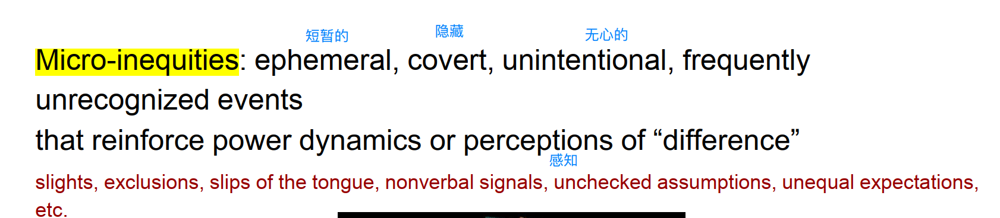 短暂的 隐藏 无心的
Micro-inequities: ephemeral, covert, unintentional, frequently
unrecognized events
that reinforce power dynamics or perceptions of “difference”
感知
slights, exclusions, slips of the tongue, nonverbal signals, unchecked assumptions, unequal expectations,
etc.